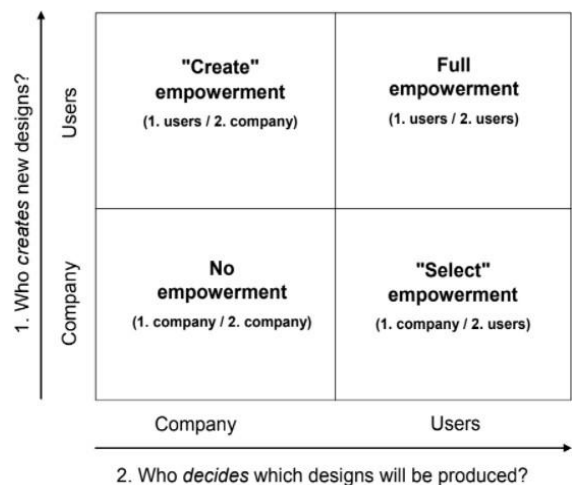 1. Who creates new designs?
Users
Company
"Create"
empowerment
(1. users / 2. company)
Full
empowerment
(1. users / 2. users)
No
empowerment
(1. company / 2. company)
"Select"
empowerment
(1. company / 2. users)
Company
Users
2. Who decides which designs will be produced?